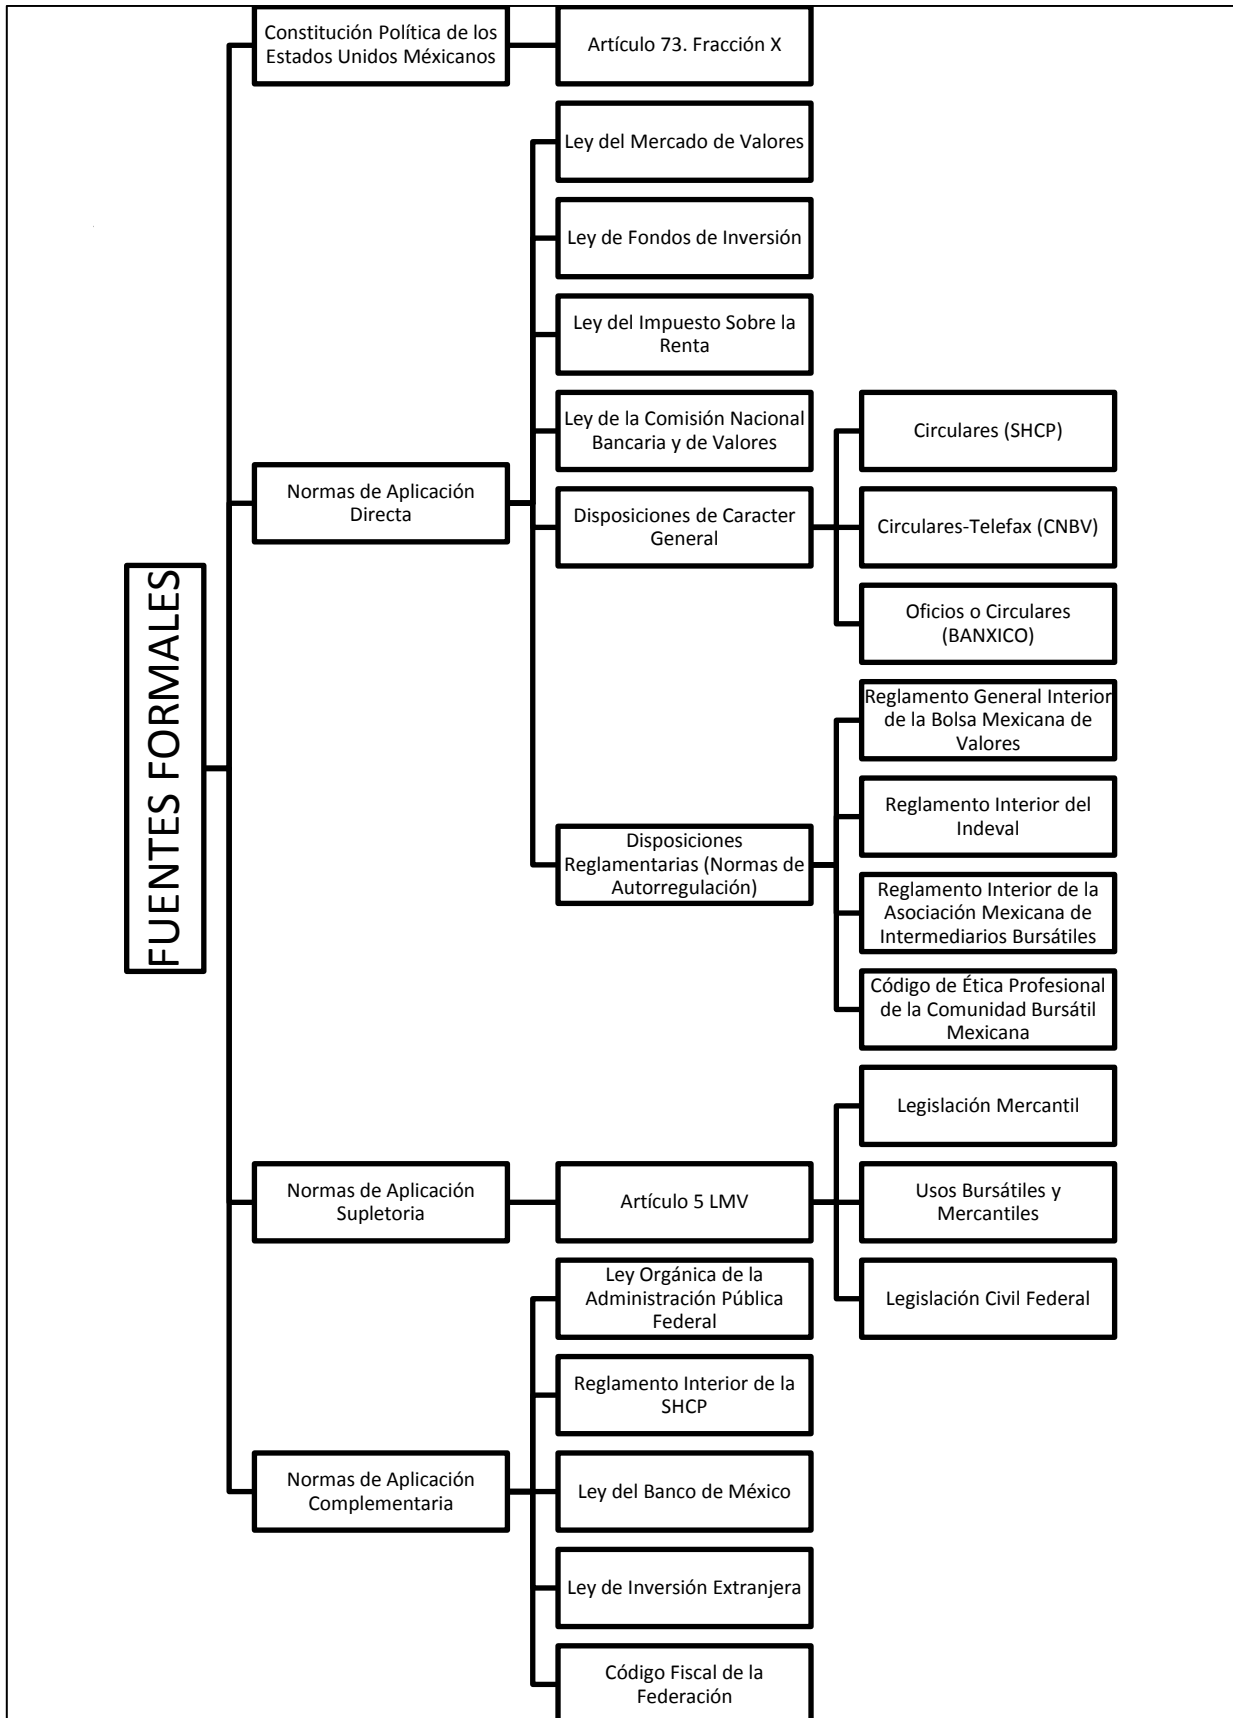 FUENTES FORMALES
Constitución Política de los
Estados Unidos Méxicanos
Artículo 73. Fracción X
Normas de Aplicación
Directa
Ley del Mercado de Valores
Ley de Fondos de Inversión
Ley del Impuesto Sobre la
Renta
Ley de la Comisión Nacional
Bancaria y de Valores
Disposiciones de Caracter
General
Circulares (SHCP)
Circulares-Telefax (CNBV)
Oficios o Circulares
(BANXICO)
Disposiciones
Reglamentarias (Normas de
Autorregulación)
Reglamento General Interior
de la Bolsa Mexicana de
Valores
Reglamento Interior del
Indeval
Reglamento Interior de la
Asociación Mexicana de
Intermediarios Bursátiles
Código de Ética Profesional
de la Comunidad Bursátil
Mexicana
Normas de Aplicación
Supletoria
Artículo 5 LMV
Legislación Mercantil
Usos Bursátiles y
Mercantiles
Legislación Civil Federal
Normas de Aplicación
Complementaria
Ley Orgánica de la
Administración Pública
Federal
Reglamento Interior de la
SHCP
Ley del Banco de México
Ley de Inversión Extranjera
Código Fiscal de la
Federación